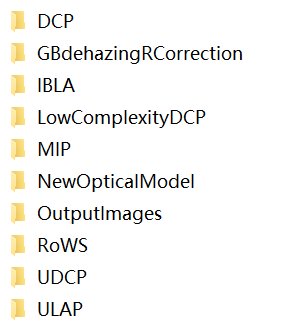 DCP
GBdehazingRCorrection
IBLA
LowComplexityDCP
MIP
NewOpticalModel
OutputImages
RoWS
UDCP
ULAP